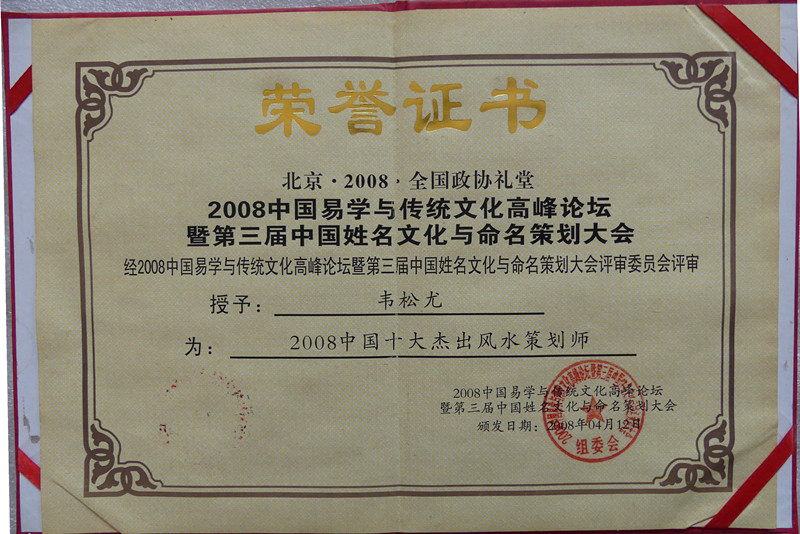 荣誉证书
北京·2008·全国政协礼堂
2008中国易学与传统文化高峰论坛
暨第三届中国姓名文化与命名策划大会
经2008中国易学与传统文化高峰论坛暨第三届中国姓名文化与命名策划大会评审委员会评审
授予：韦松尤
为：2008中国十大杰出风水策划师
2008中国易学与传统文化高峰论坛
暨第三届中国姓名文化与命名策划大会
颁发日期：2008年04月12日
组委会